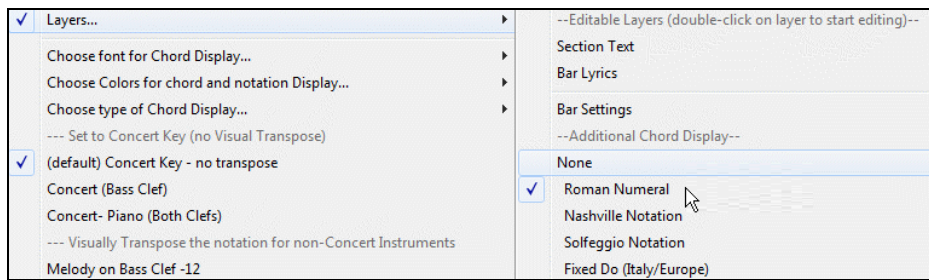 Layers...
Choose font for Chord Display...
Choose Colors for chord and notation Display...
Choose type of Chord Display...
--- Set to Concert Key (no Visual Transpose)
(default) Concert Key - no transpose
Concert (Bass Clef)
Concert- Piano (Both Clefs)
--- Visually Transpose the notation for non-Concert Instruments
Melody on Bass Clef -12
--Editable Layers (double-click on layer to start editing)--
Section Text
Bar Lyrics
Bar Settings
--Additional Chord Display--
None
Roman Numeral
Nashville Notation
Solfeggio Notation
Fixed Do (Italy/Europe)